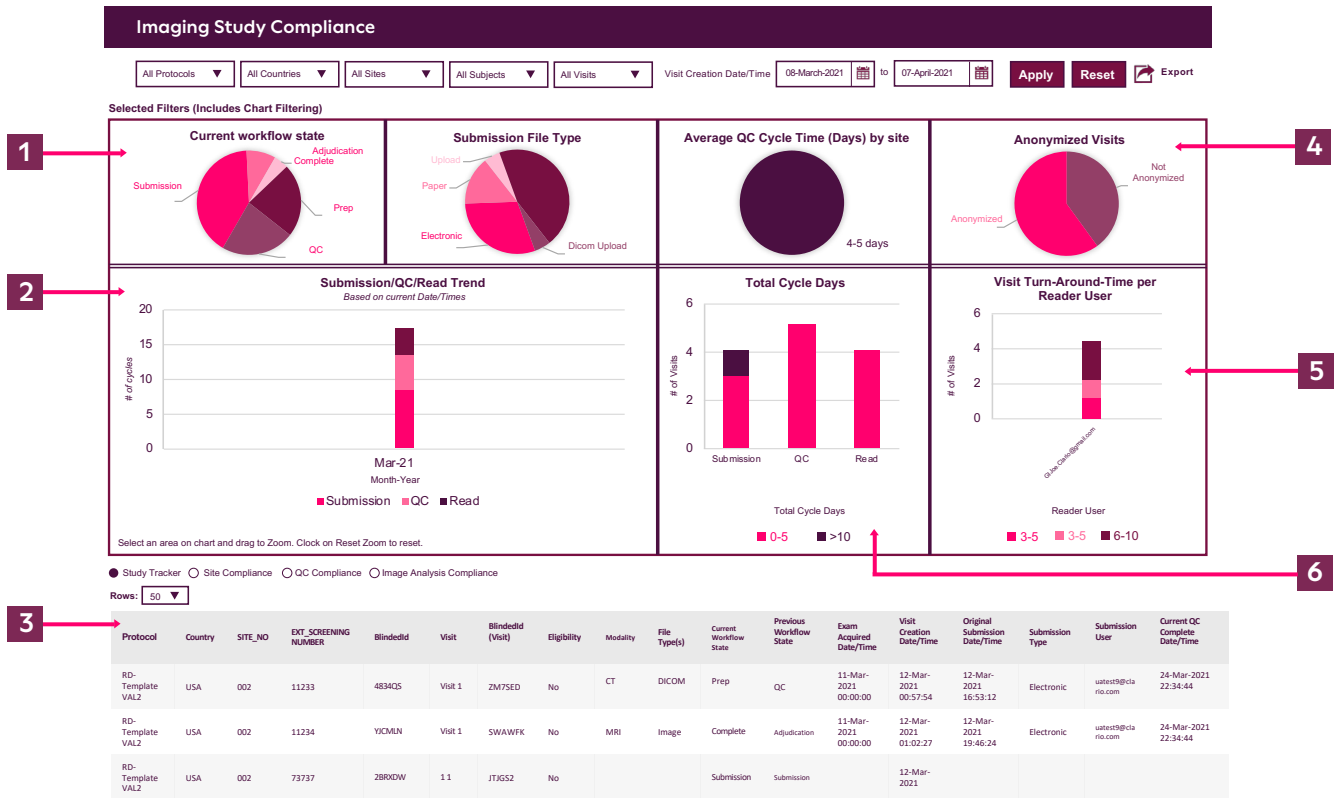 Imaging Study Compliance
All Protocols ▼ All Countries ▼ All Sites ▼ All Subjects ▼ All Visits ▼ Visit Creation Date/Time 08-March-2021 to 07-April-2021 Apply Reset Export
Selected Filters (Includes Chart Filtering)
1
Current workflow state
Adjudication
Complete
Submission
Prep
QC
Submission File Type
Upload
Paper
Electronic
Dicom Upload
Average QC Cycle Time (Days) by site
4-5 days
Anonymized Visits
Not
Anonymized
Anonymized
4
2
Submission/QC/Read Trend
Based on current Date/Times
# of cycles
20
15
10
5
0
Mar-21
Month-Year
Submission QC Read
Select an area on chart and drag to Zoom. Clock on Reset Zoom to reset.
Total Cycle Days
# of Visits
6
4
2
0
Submission QC Read
Total Cycle Days
0-5 >10
Visit Turn-Around-Time per
Reader User
# of Visits
6
4
2
0
GI.Joe.Clario@gmail.com
Reader User
3-5 3-5 6-10
5
6
Study Tracker Site Compliance QC Compliance Image Analysis Compliance
Rows: 50 ▼
3
Protocol
Country
SITE_NO
EXT_SCREENING
NUMBER
BlindedId
Visit
BlindedId
(Visit)
Eligibility
Modality
File
Type(s)
Current
Workflow
State
Previous
Workflow
State
Exam
Acquired
Date/Time
Visit
Creation
Date/Time
Original
Submission
Date/Time
Submission
Type
Submission
User
Current QC
Complete
Date/Time
RD-
Template
VAL2
USA
002
11233
4834QS
Visit 1
ZM7SED
No
CT
DICOM
Prep
QC
11-Mar-
2021
00:00:00
12-Mar-
2021
00:57:54
12-Mar-
2021
16:53:12
Electronic
uatest9@cla
rio.com
24-Mar-2021
22:34:44
RD-
Template
VAL2
USA
002
11234
YJCMLN
Visit 1
SWAWFK
No
MRI
Image
Complete
Adjudication
11-Mar-
2021
00:00:00
12-Mar-
2021
01:02:27
12-Mar-
2021
19:46:24
Electronic
uatest9@cla
rio.com
24-Mar-2021
22:34:44
RD-
Template
VAL2
USA
002
73737
2BRXDW
1 1
JTJGS2
No
Submission
Submission
12-Mar-
2021